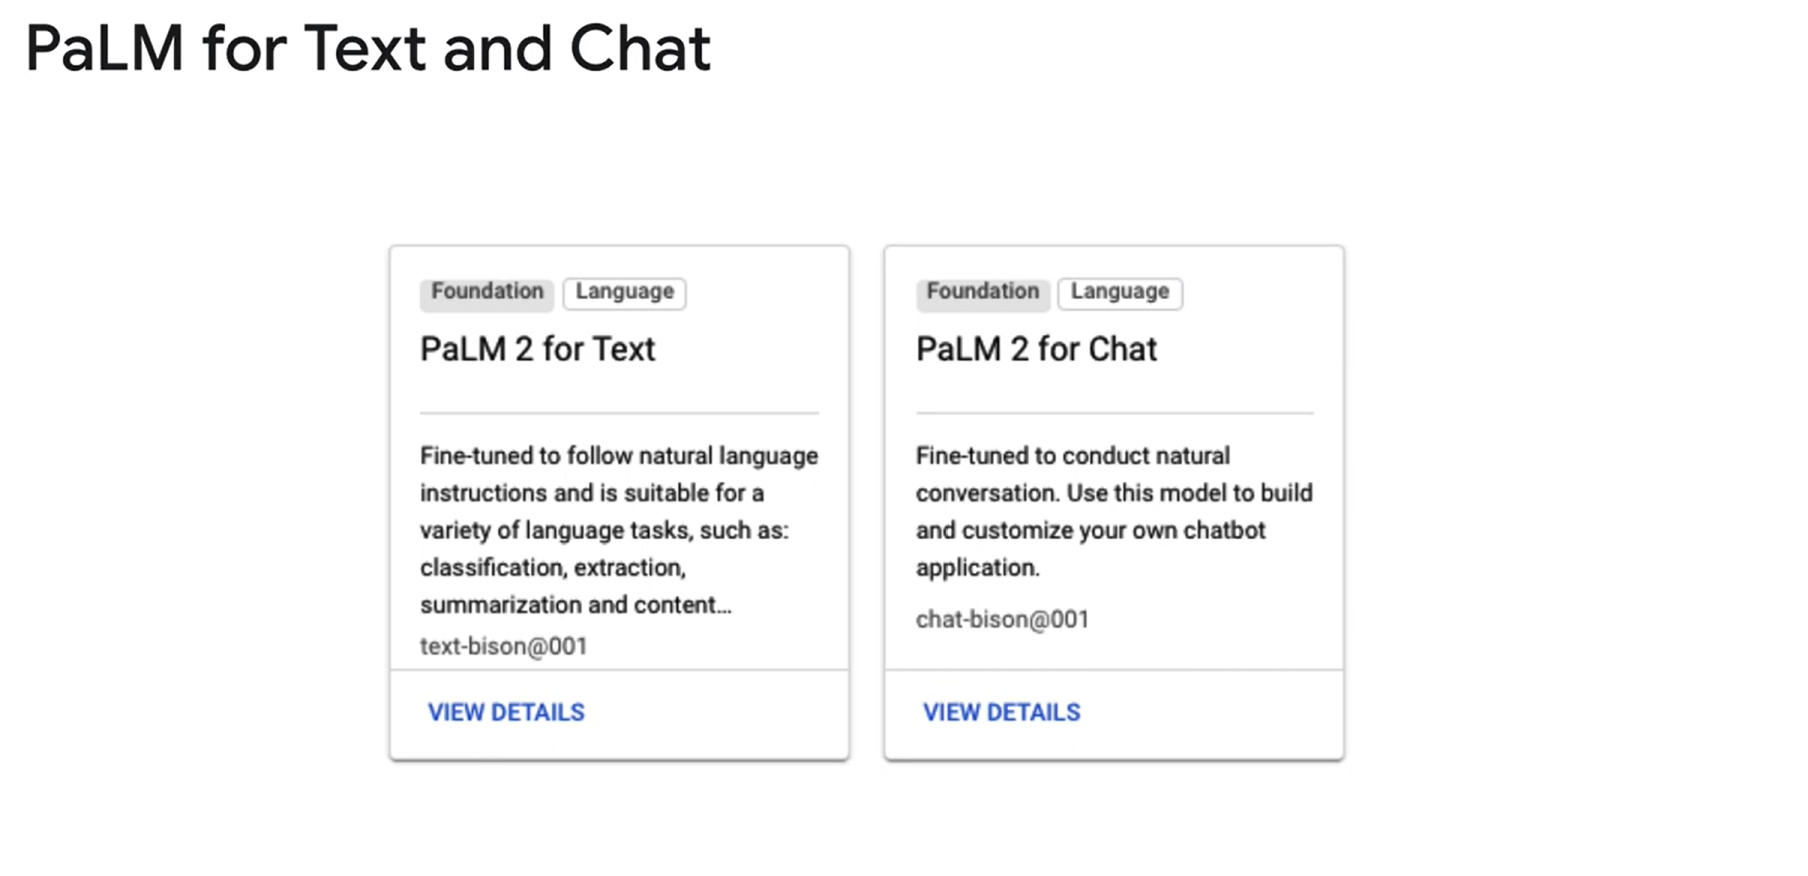 PaLM for Text and Chat
Foundation Language
PaLM 2 for Text
Fine-tuned to follow natural language
instructions and is suitable for a
variety of language tasks, such as:
classification, extraction,
summarization and content...
text-bison@001
VIEW DETAILS
Foundation Language
PaLM 2 for Chat
Fine-tuned to conduct natural
conversation. Use this model to build
and customize your own chatbot
application.
chat-bison@001
VIEW DETAILS